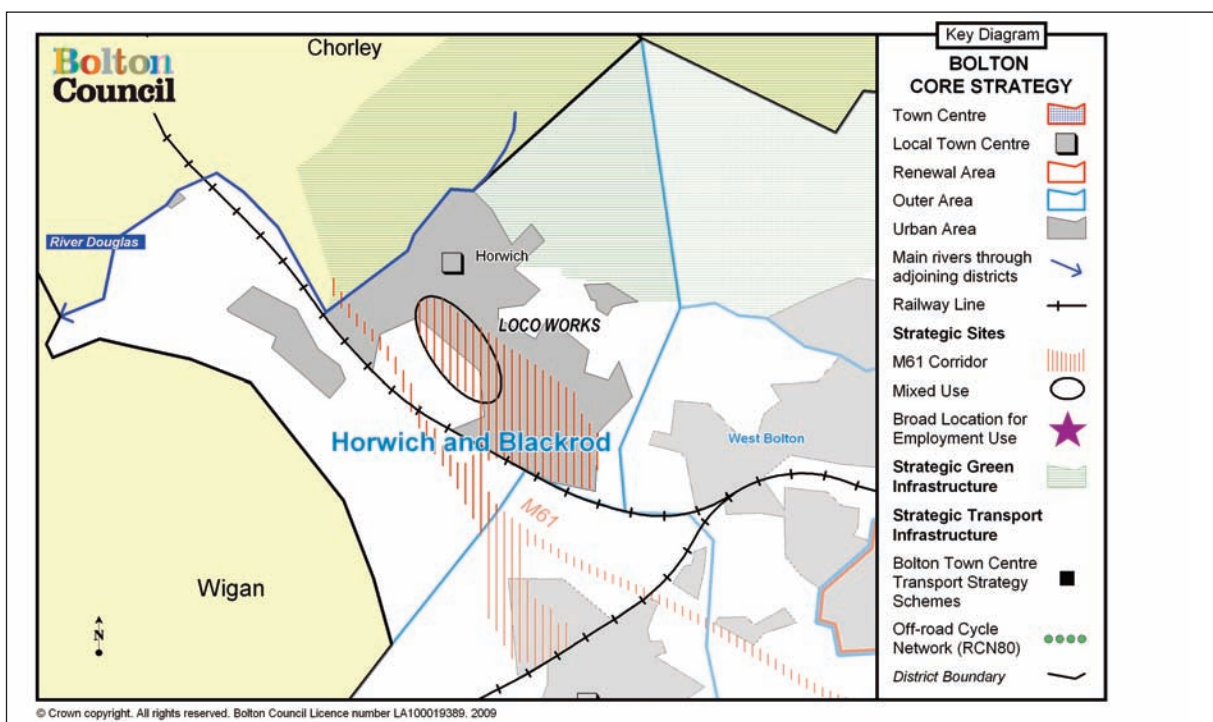 Bolton
Council
Chorley
River Douglas
Horwich
LOCO WORKS
Horwich and Blackrod
West Bolton
M61
Wigan
N
Key Diagram
BOLTON
CORE STRATEGY
Town Centre
Local Town Centre
Renewal Area
Outer Area
Urban Area
Main rivers through
adjoining districts
Railway Line
Strategic Sites
M61 Corridor
Mixed Use
Broad Location for
Employment Use
Strategic Green
Infrastructure
Strategic Transport
Infrastructure
Bolton Town Centre
Transport Strategy
Schemes
Off-road Cycle
Network (RCN80)
District Boundary
© Crown copyright. All rights reserved. Bolton Council Licence number LA100019389. 2009